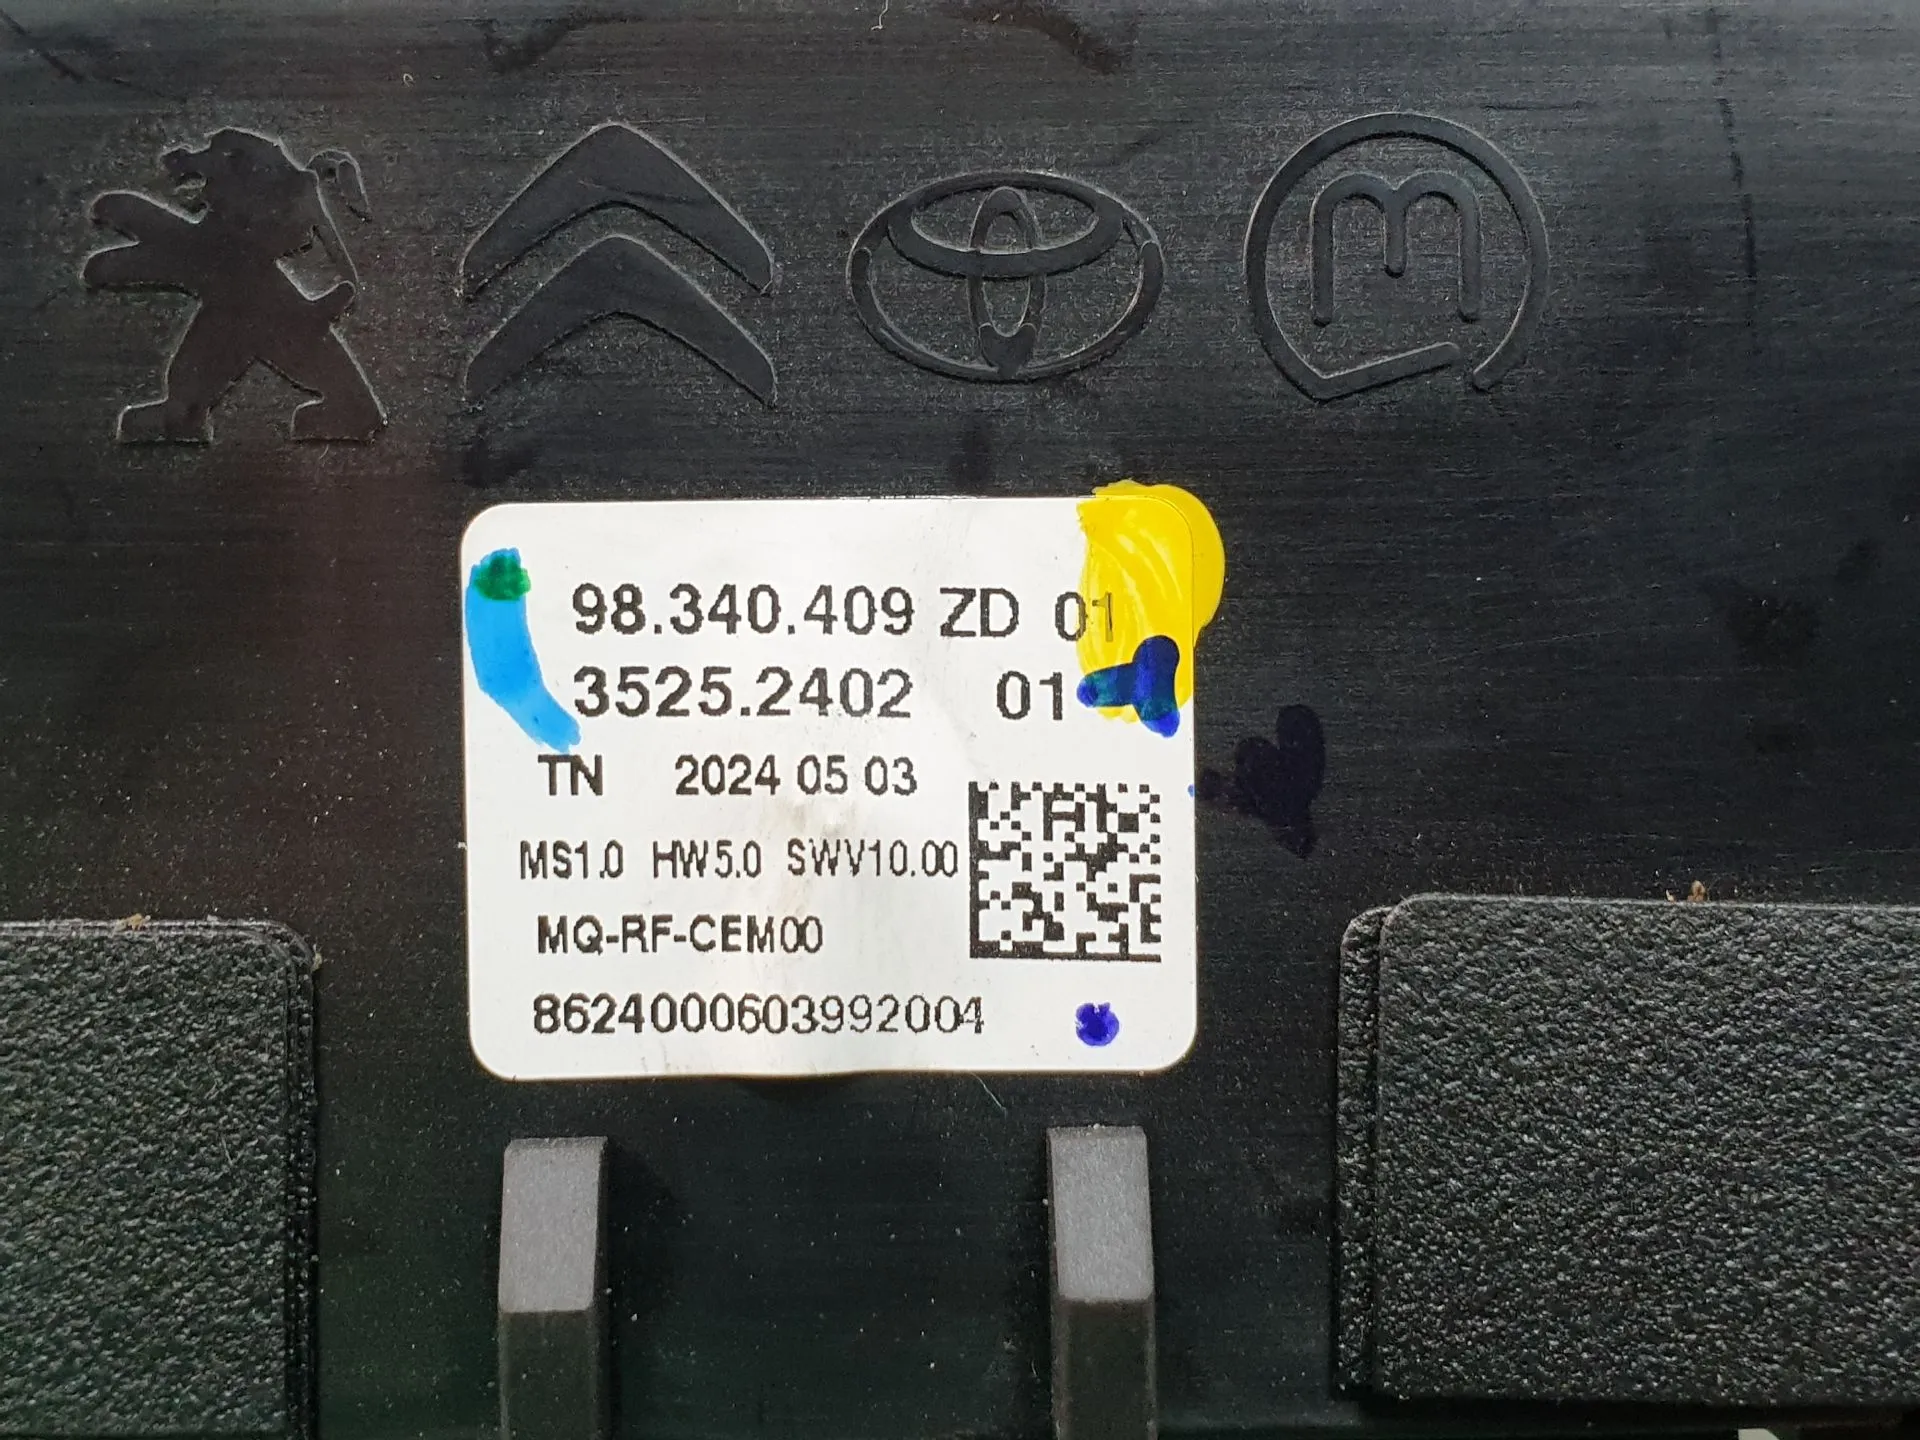 98.340.409 ZD 01
3525.2402 01
TN 2024 05 03
MS1.0 HW5.0 SWV10.00
MQ-RF-CEM00
8624000603992004